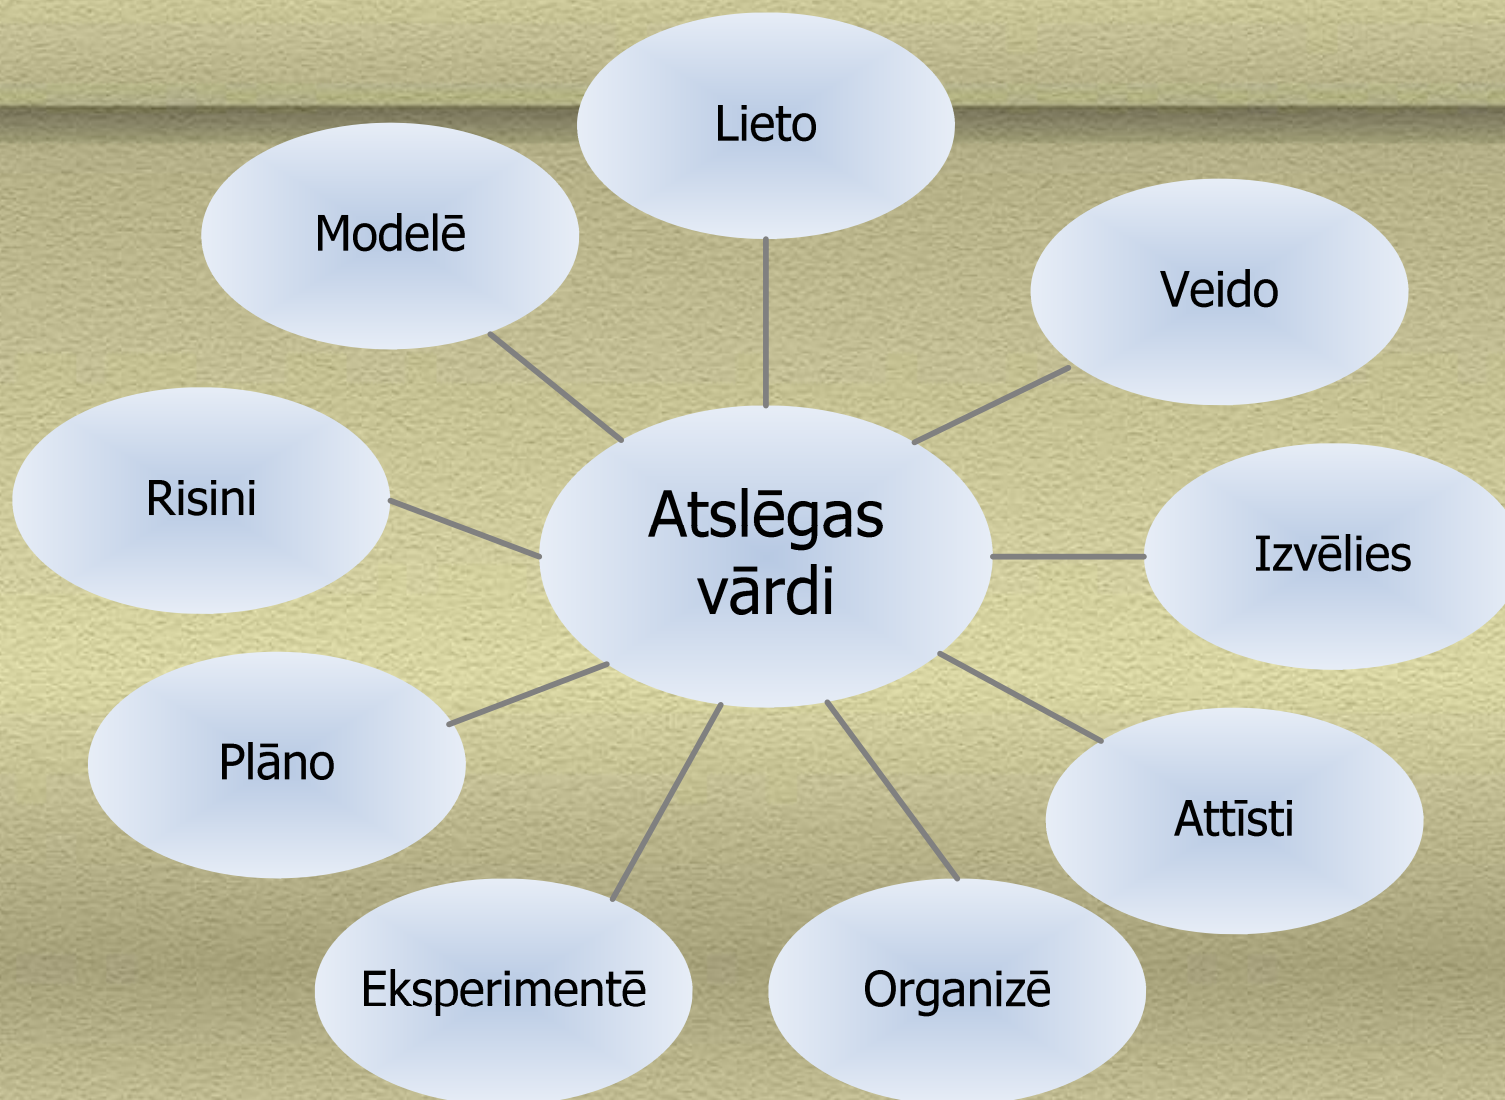 Lieto
Modelē
Veido
Risini
Atslēgas
vārdi
Izvēlies
Plāno
Attīsti
Eksperimentē
Organizē